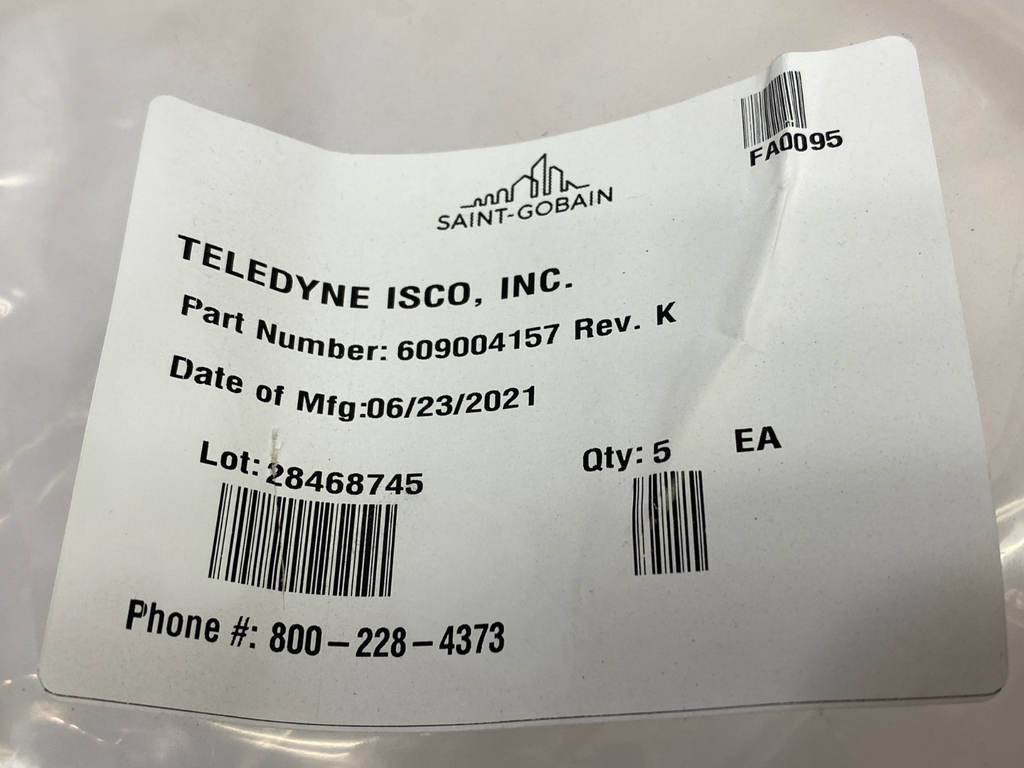 FA0095
SAINT-GOBAIN
TELEDYNE ISCO, INC.
Part Number: 609004157 Rev. K
Date of Mfg:06/23/2021
Lot: 28468745 Qty: 5 EA
Phone #: 800-228-4373